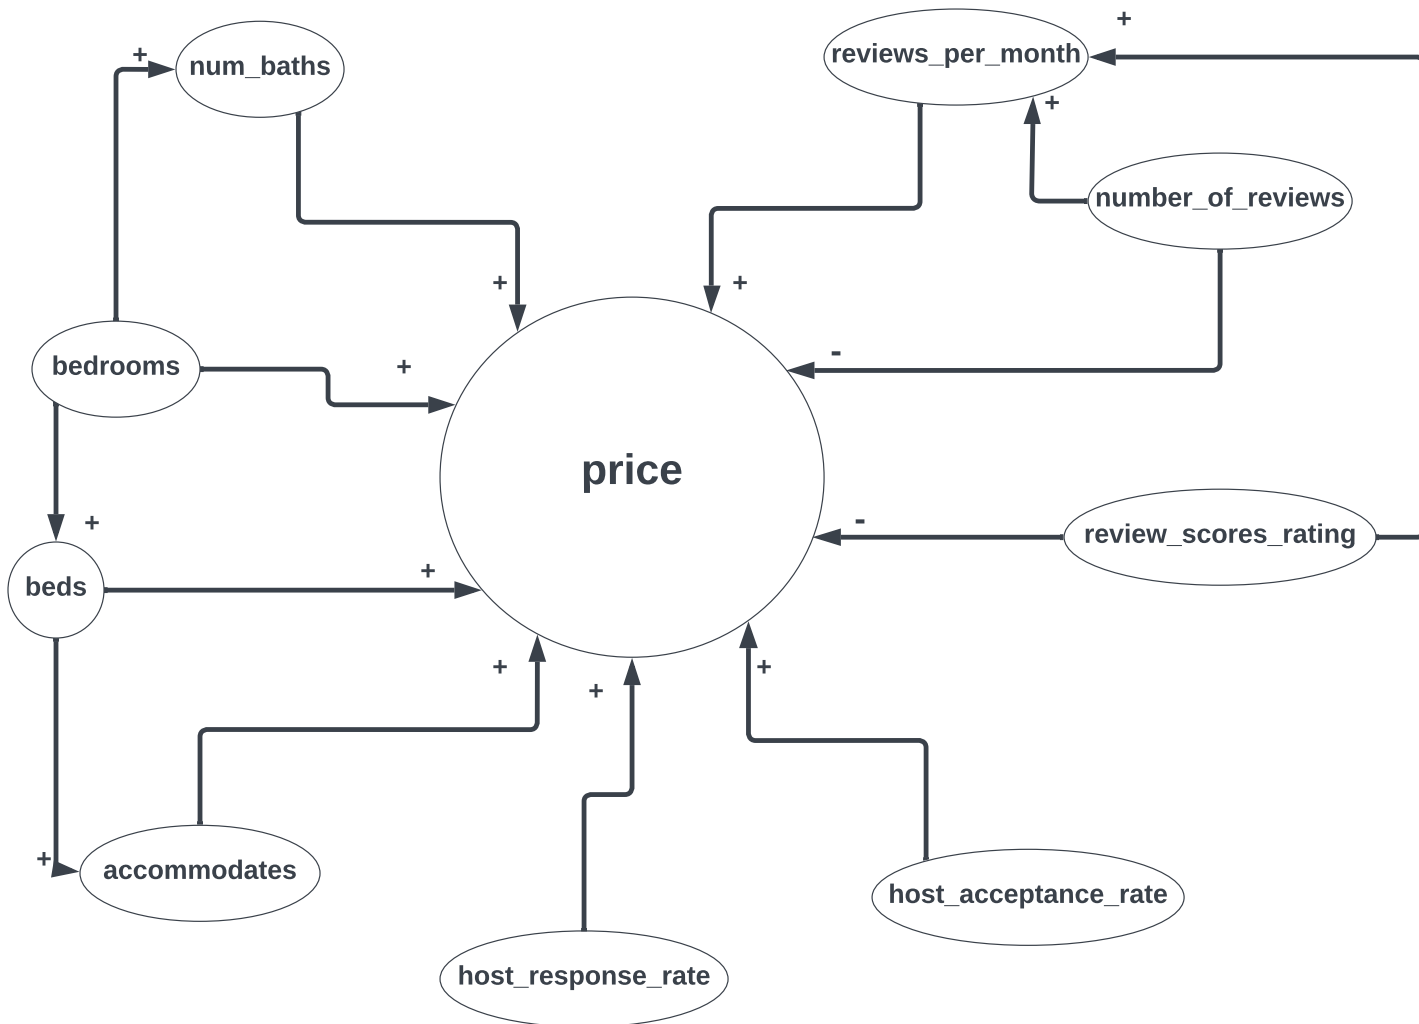 +
num_baths
reviews_per_month
+
+
number_of_reviews
+
+
bedrooms
+
-
price
+
-
review_scores_rating
beds
+
+
+
+
+
accommodates
host_acceptance_rate
host_response_rate